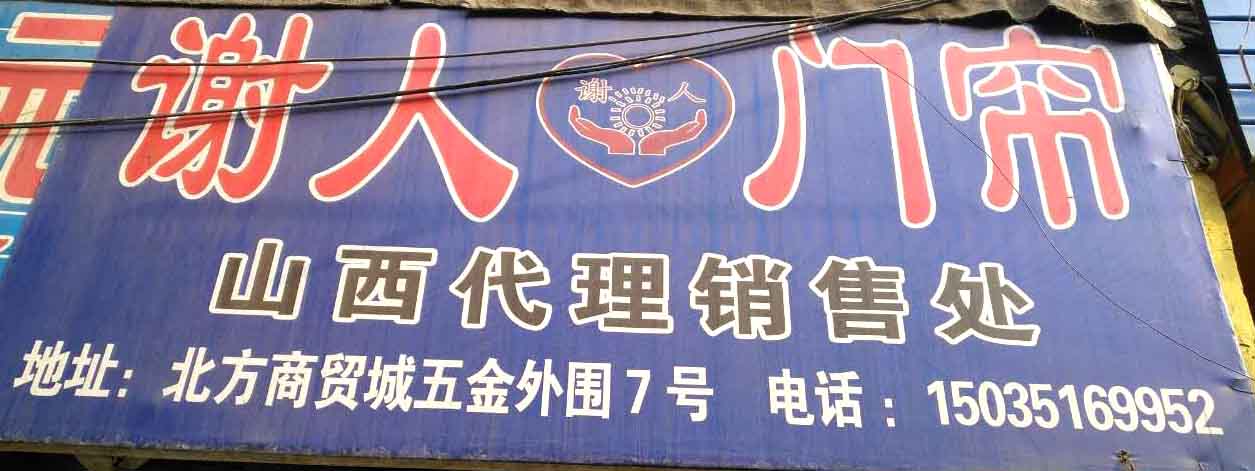 谢人门帘
谢人
山西代理销售处
地址：北方商贸城五金外围7号 电话：15035169952